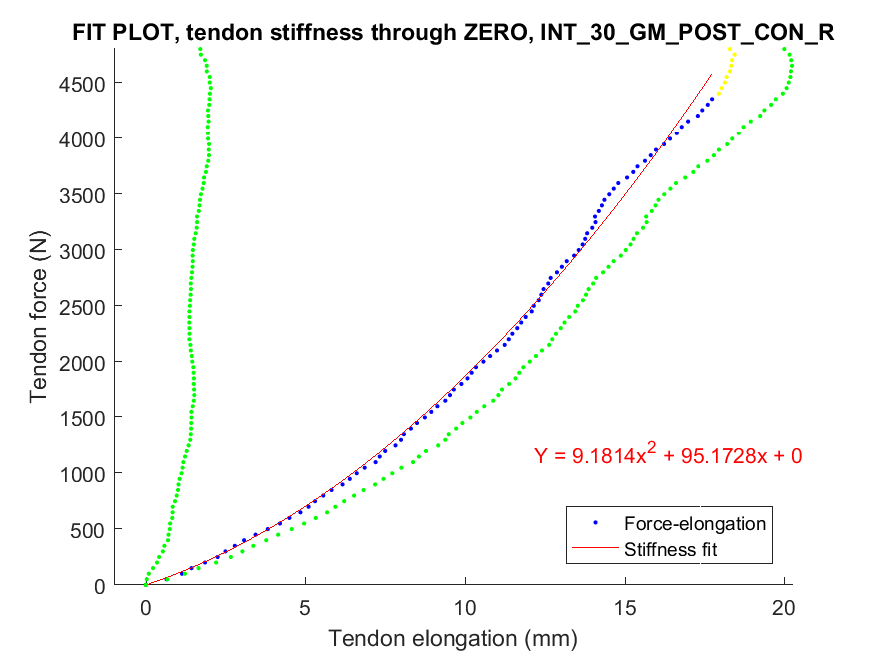 FIT PLOT, tendon stiffness through ZERO, INT_30_GM_POST_CON_R
Tendon force (N)
4500
4000
3500
3000
2500
2000
1500
1000
500
0
Y = 9.1814x² + 95.1728x + 0
Force-elongation
Stiffness fit
0 5 10 15 20
Tendon elongation (mm)